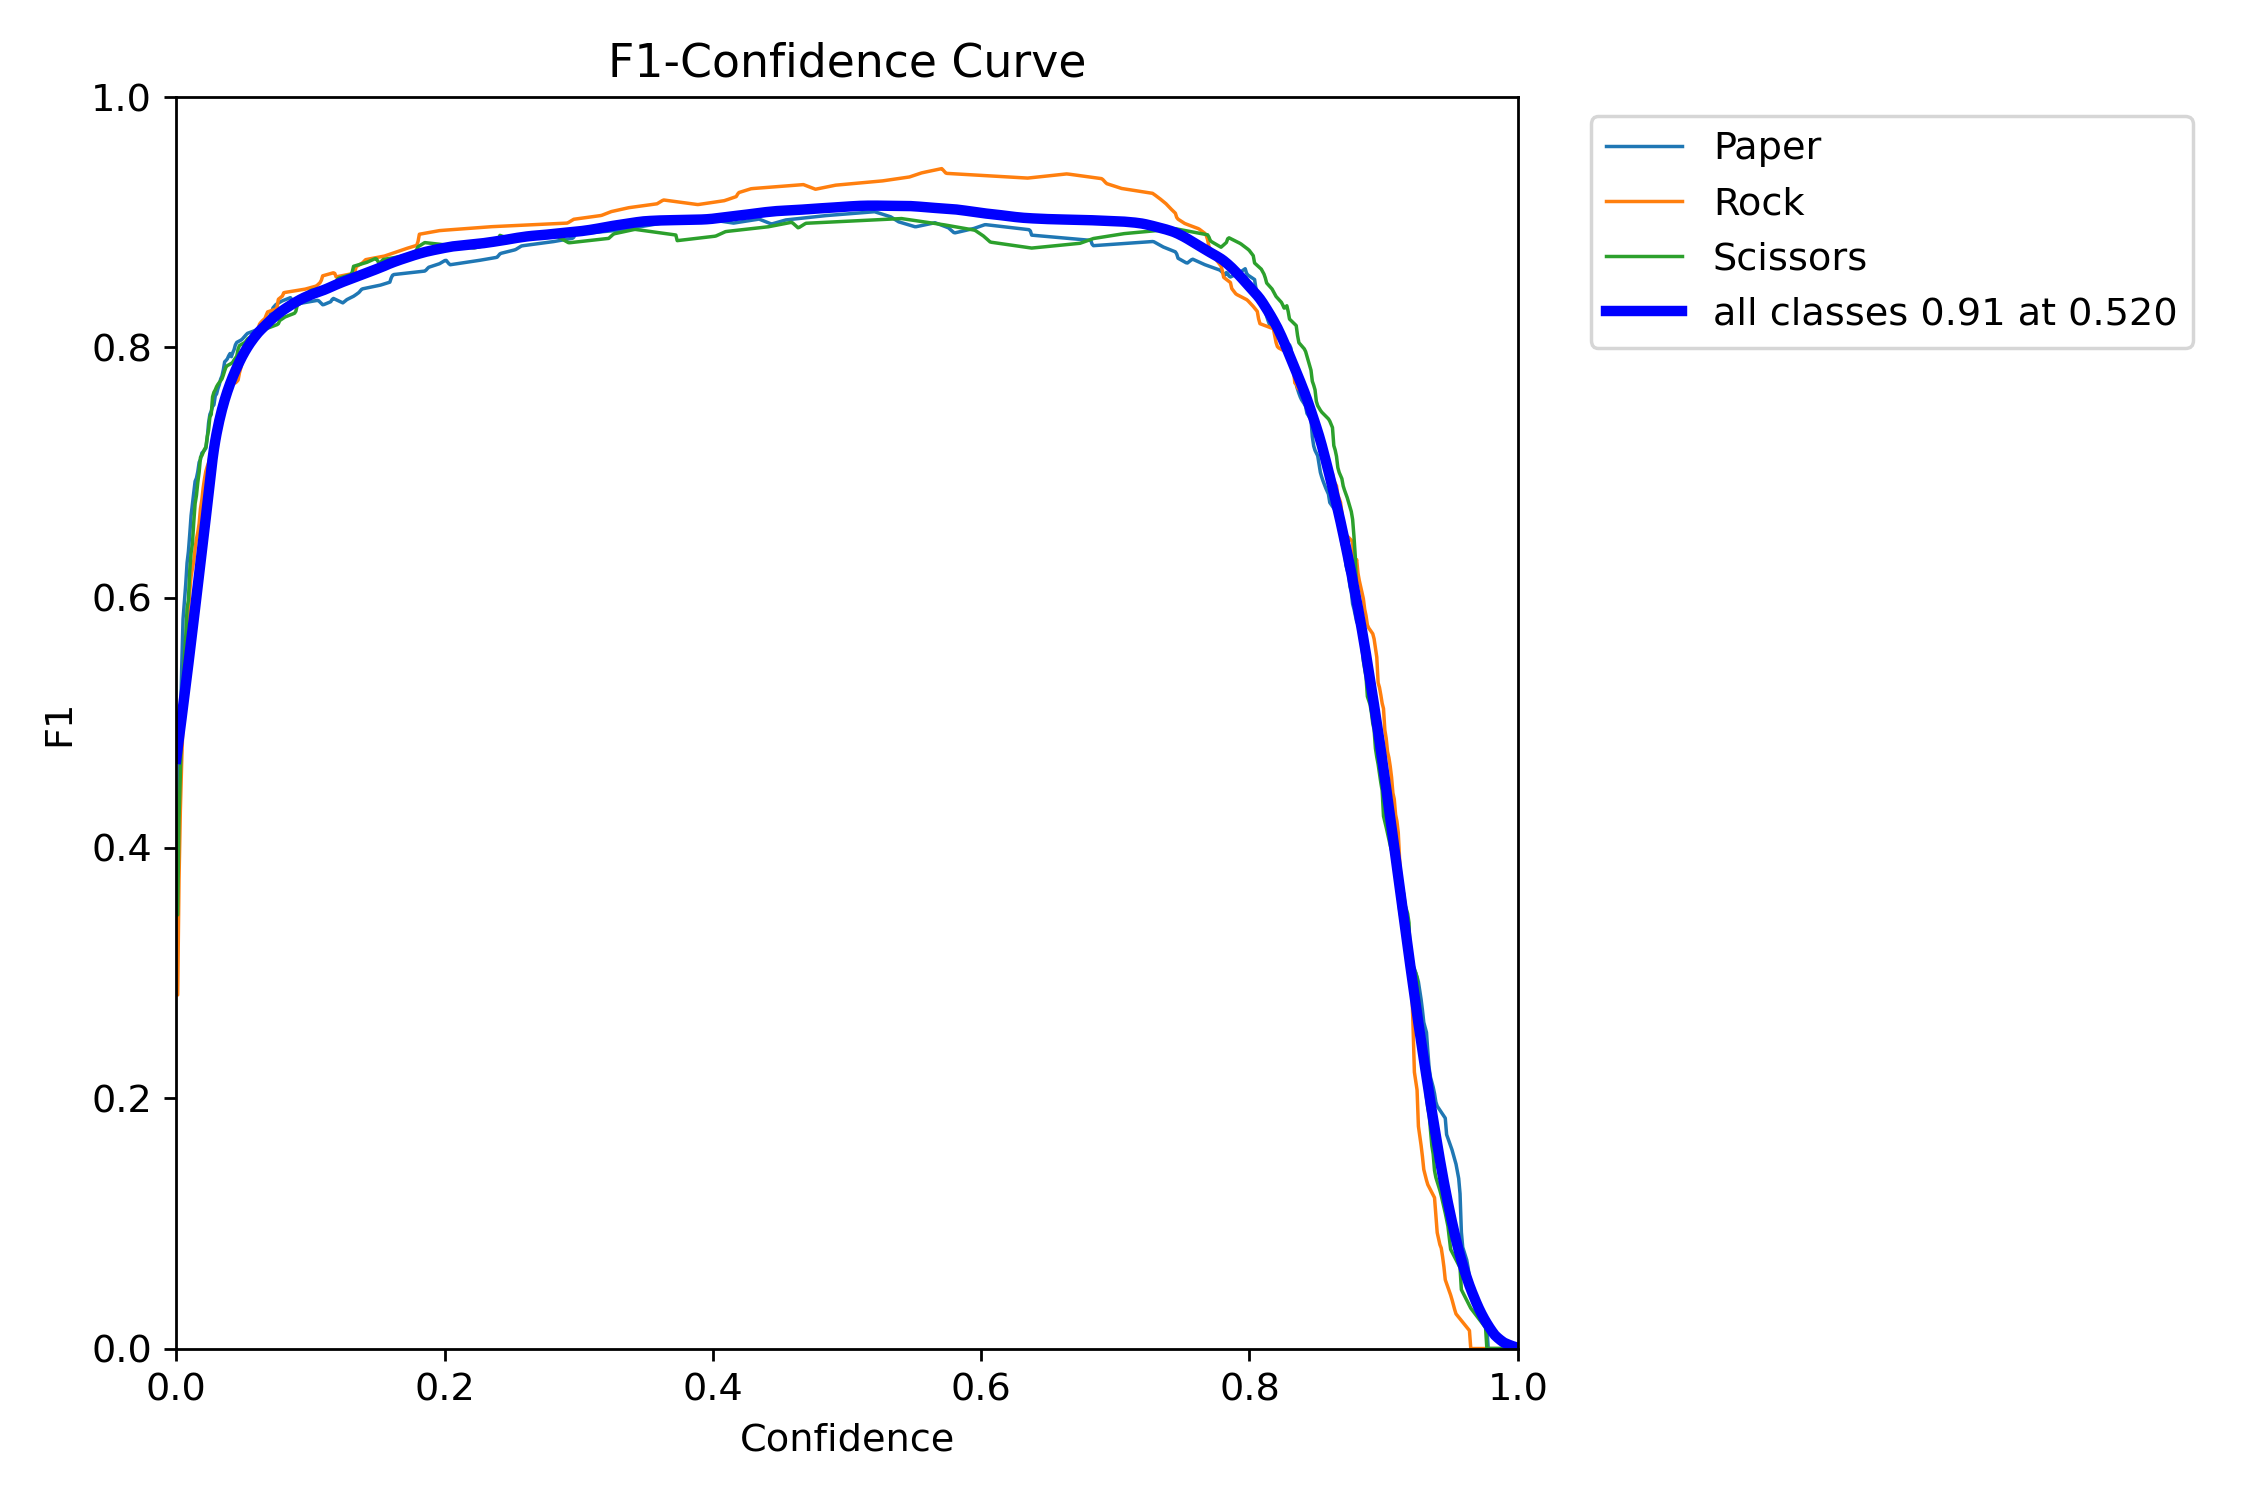 F1-Confidence Curve
1.0
0.8
0.6
0.4
0.2
0.0
F1
0.0 0.2 0.4 0.6 0.8 1.0
Confidence
Paper
Rock
Scissors
all classes 0.91 at 0.520